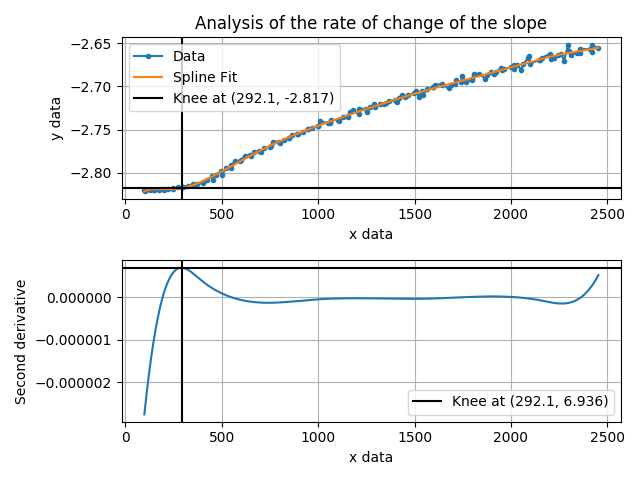 Analysis of the rate of change of the slope
Data
Spline Fit
Knee at (292.1, -2.817)
y data
−2.65
−2.70
−2.75
−2.80
0
500
1000
1500
2000
2500
x data
Second derivative
0.000000
−0.000001
−0.000002
Knee at (292.1, 6.936)
0
500
1000
1500
2000
2500
x data